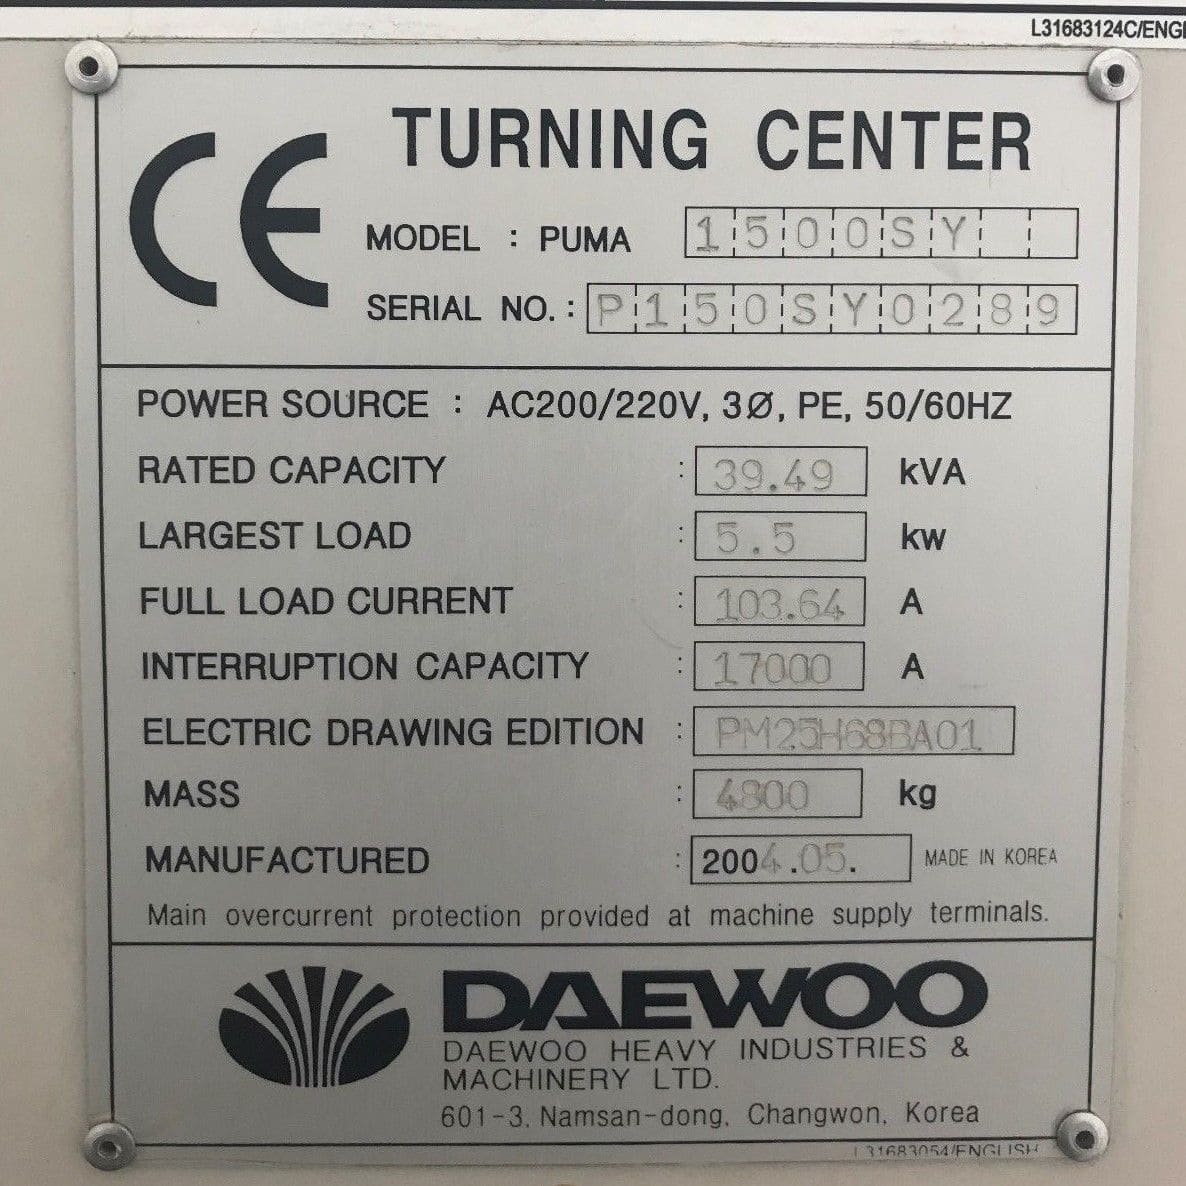 L31683124C/ENGL
CE
TURNING CENTER
MODEL : PUMA 1500SY
SERIAL NO. : P150SY0289
POWER SOURCE : AC200/220V, 3Ø, PE, 50/60HZ
RATED CAPACITY : 39.49 kVA
LARGEST LOAD : 5.5 kw
FULL LOAD CURRENT : 103.64 A
INTERRUPTION CAPACITY : 17000 A
ELECTRIC DRAWING EDITION : PM25H68BA01
MASS : 4800 kg
MANUFACTURED : 2004.05. MADE IN KOREA
Main overcurrent protection provided at machine supply terminals.
DAEWOO
DAEWOO HEAVY INDUSTRIES &
MACHINERY LTD.
601-3, Namsan-dong, Changwon, Korea
L31683054/ENGLISH